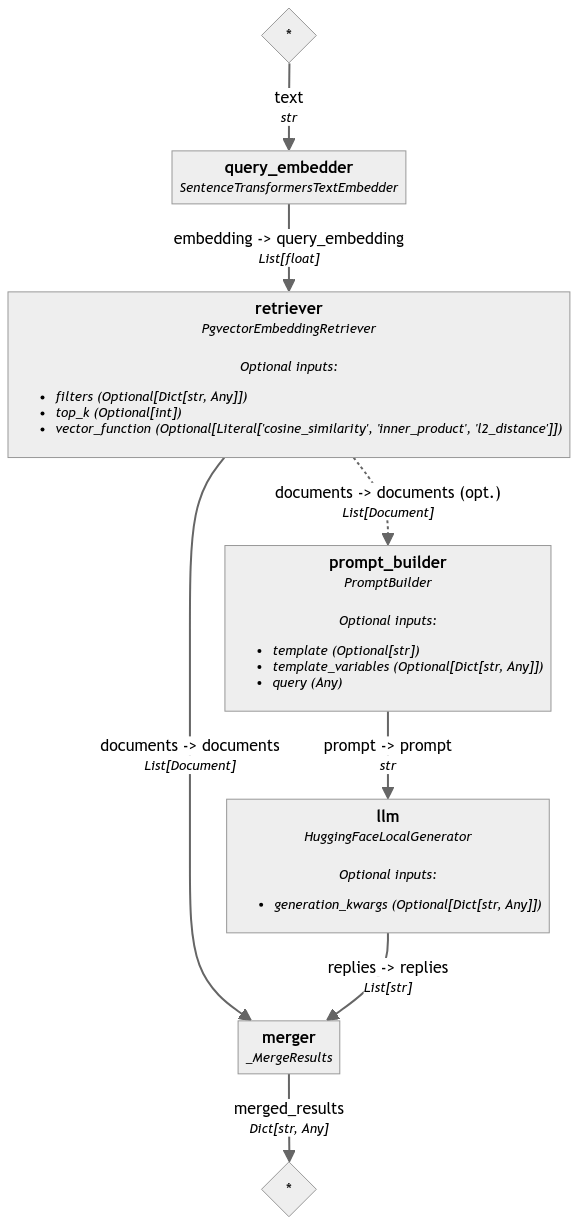 *
text
str
query_embedder
SentenceTransformersTextEmbedder
embedding -> query_embedding
List[float]
retriever
PgvectorEmbeddingRetriever
Optional inputs:
• filters (Optional[Dict[str, Any]])
• top_k (Optional[int])
• vector_function (Optional[Literal['cosine_similarity', 'inner_product', 'l2_distance']])
documents -> documents (opt.)
List[Document]
prompt_builder
PromptBuilder
Optional inputs:
• template (Optional[str])
• template_variables (Optional[Dict[str, Any]])
• query (Any)
documents -> documents
List[Document]
prompt -> prompt
str
llm
HuggingFaceLocalGenerator
Optional inputs:
• generation_kwargs (Optional[Dict[str, Any]])
replies -> replies
List[str]
merger
_MergeResults
merged_results
Dict[str, Any]
*